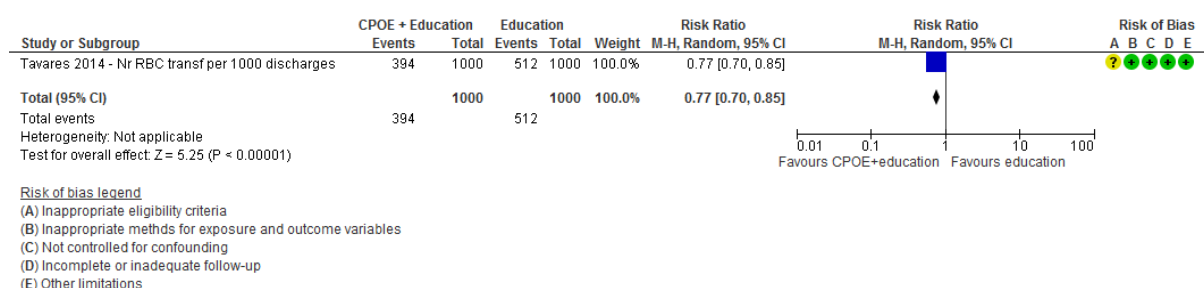 CPOE + Education Education Risk Ratio Risk Ratio Risk of Bias
Study or Subgroup Events Total Events Total Weight M-H, Random, 95% CI M-H, Random, 95% CI A B C D E
Tavares 2014 - Nr RBC transf per 1000 discharges 394 1000 512 1000 100.0% 0.77 [0.70, 0.85] ? + + + +
Total (95% CI) 1000 1000 100.0% 0.77 [0.70, 0.85]
Total events 394 512
Heterogeneity: Not applicable
Test for overall effect: Z = 5.25 (P < 0.00001)
0.01 0.1 1 10 100
Favours CPOE+education Favours education
Risk of bias legend
(A) Inappropriate eligibility criteria
(B) Inappropriate methds for exposure and outcome variables
(C) Not controlled for confounding
(D) Incomplete or inadequate follow-up
(E) Other limitations